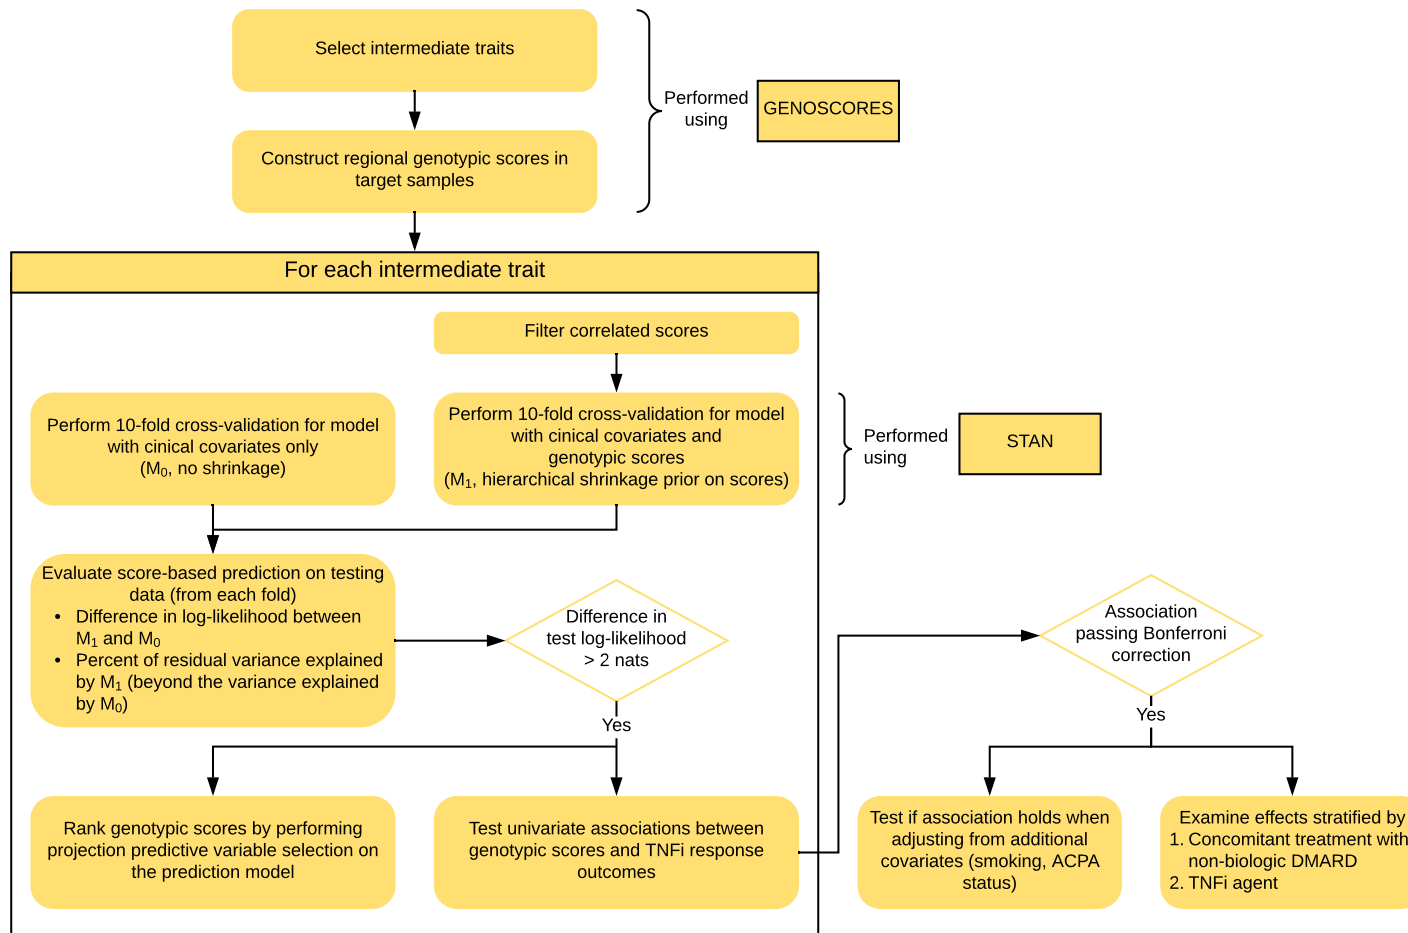 Select intermediate traits
Performed
using
GENOSCORES
Construct regional genotypic scores in
target samples
For each intermediate trait
Filter correlated scores
Perform 10-fold cross-validation for model
with cinical covariates only
(M0, no shrinkage)
Perform 10-fold cross-validation for model
with cinical covariates and
genotypic scores
(M1, hierarchical shrinkage prior on scores)
Performed
using
STAN
Evaluate score-based prediction on testing
data (from each fold)
• Difference in log-likelihood between
M1 and M0
• Percent of residual variance explained
by M1 (beyond the variance explained
by M0)
Difference in
test log-likelihood
> 2 nats
Yes
Association
passing Bonferroni
correction
Yes
Rank genotypic scores by performing
projection predictive variable selection on
the prediction model
Test univariate associations between
genotypic scores and TNFi response
outcomes
Test if association holds when
adjusting from additional
covariates (smoking, ACPA
status)
Examine effects stratified by
1. Concomitant treatment with
non-biologic DMARD
2. TNFi agent